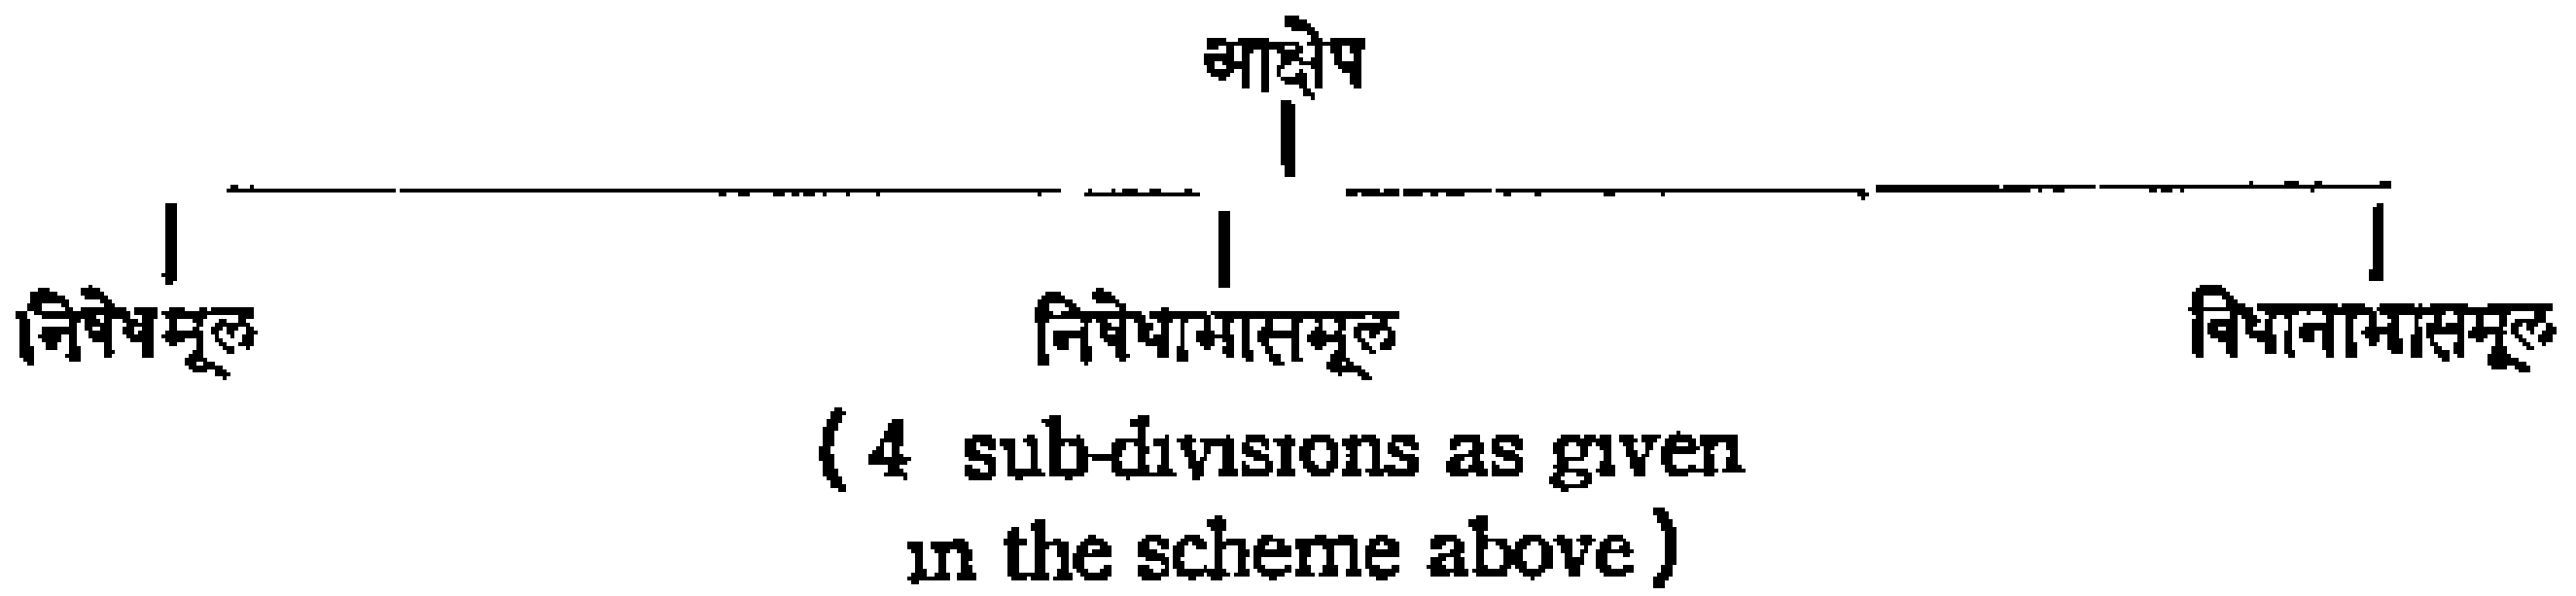 आक्षेप
निषेधमूल निषेधाभासमूल विधानाभासमूल
( 4 sub-divisions as given
in the scheme above )